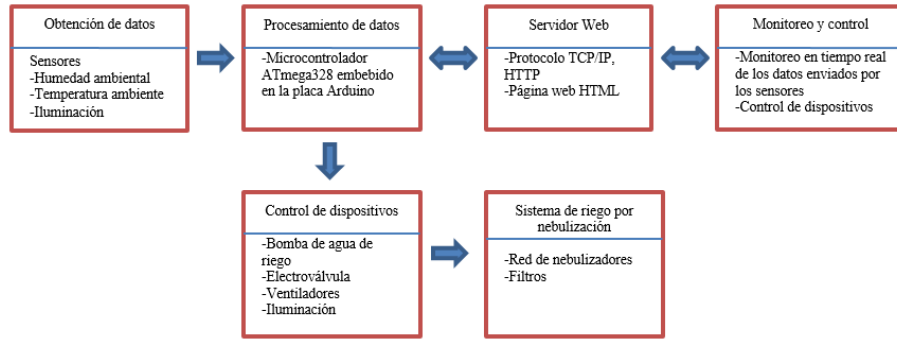 Obtención de datos
Sensores
-Humedad ambiental
-Temperatura ambiente
-Iluminación
Procesamiento de datos
-Microcontrolador
ATmega328 embebido
en la placa Arduino
Servidor Web
-Protocolo TCP/IP,
HTTP
-Página web HTML
Monitoreo y control
-Monitoreo en tiempo real
de los datos enviados por
los sensores
-Control de dispositivos
Control de dispositivos
-Bomba de agua de
riego
-Electroválvula
-Ventiladores
-Iluminación
Sistema de riego por
nebulización
-Red de nebulizadores
-Filtros